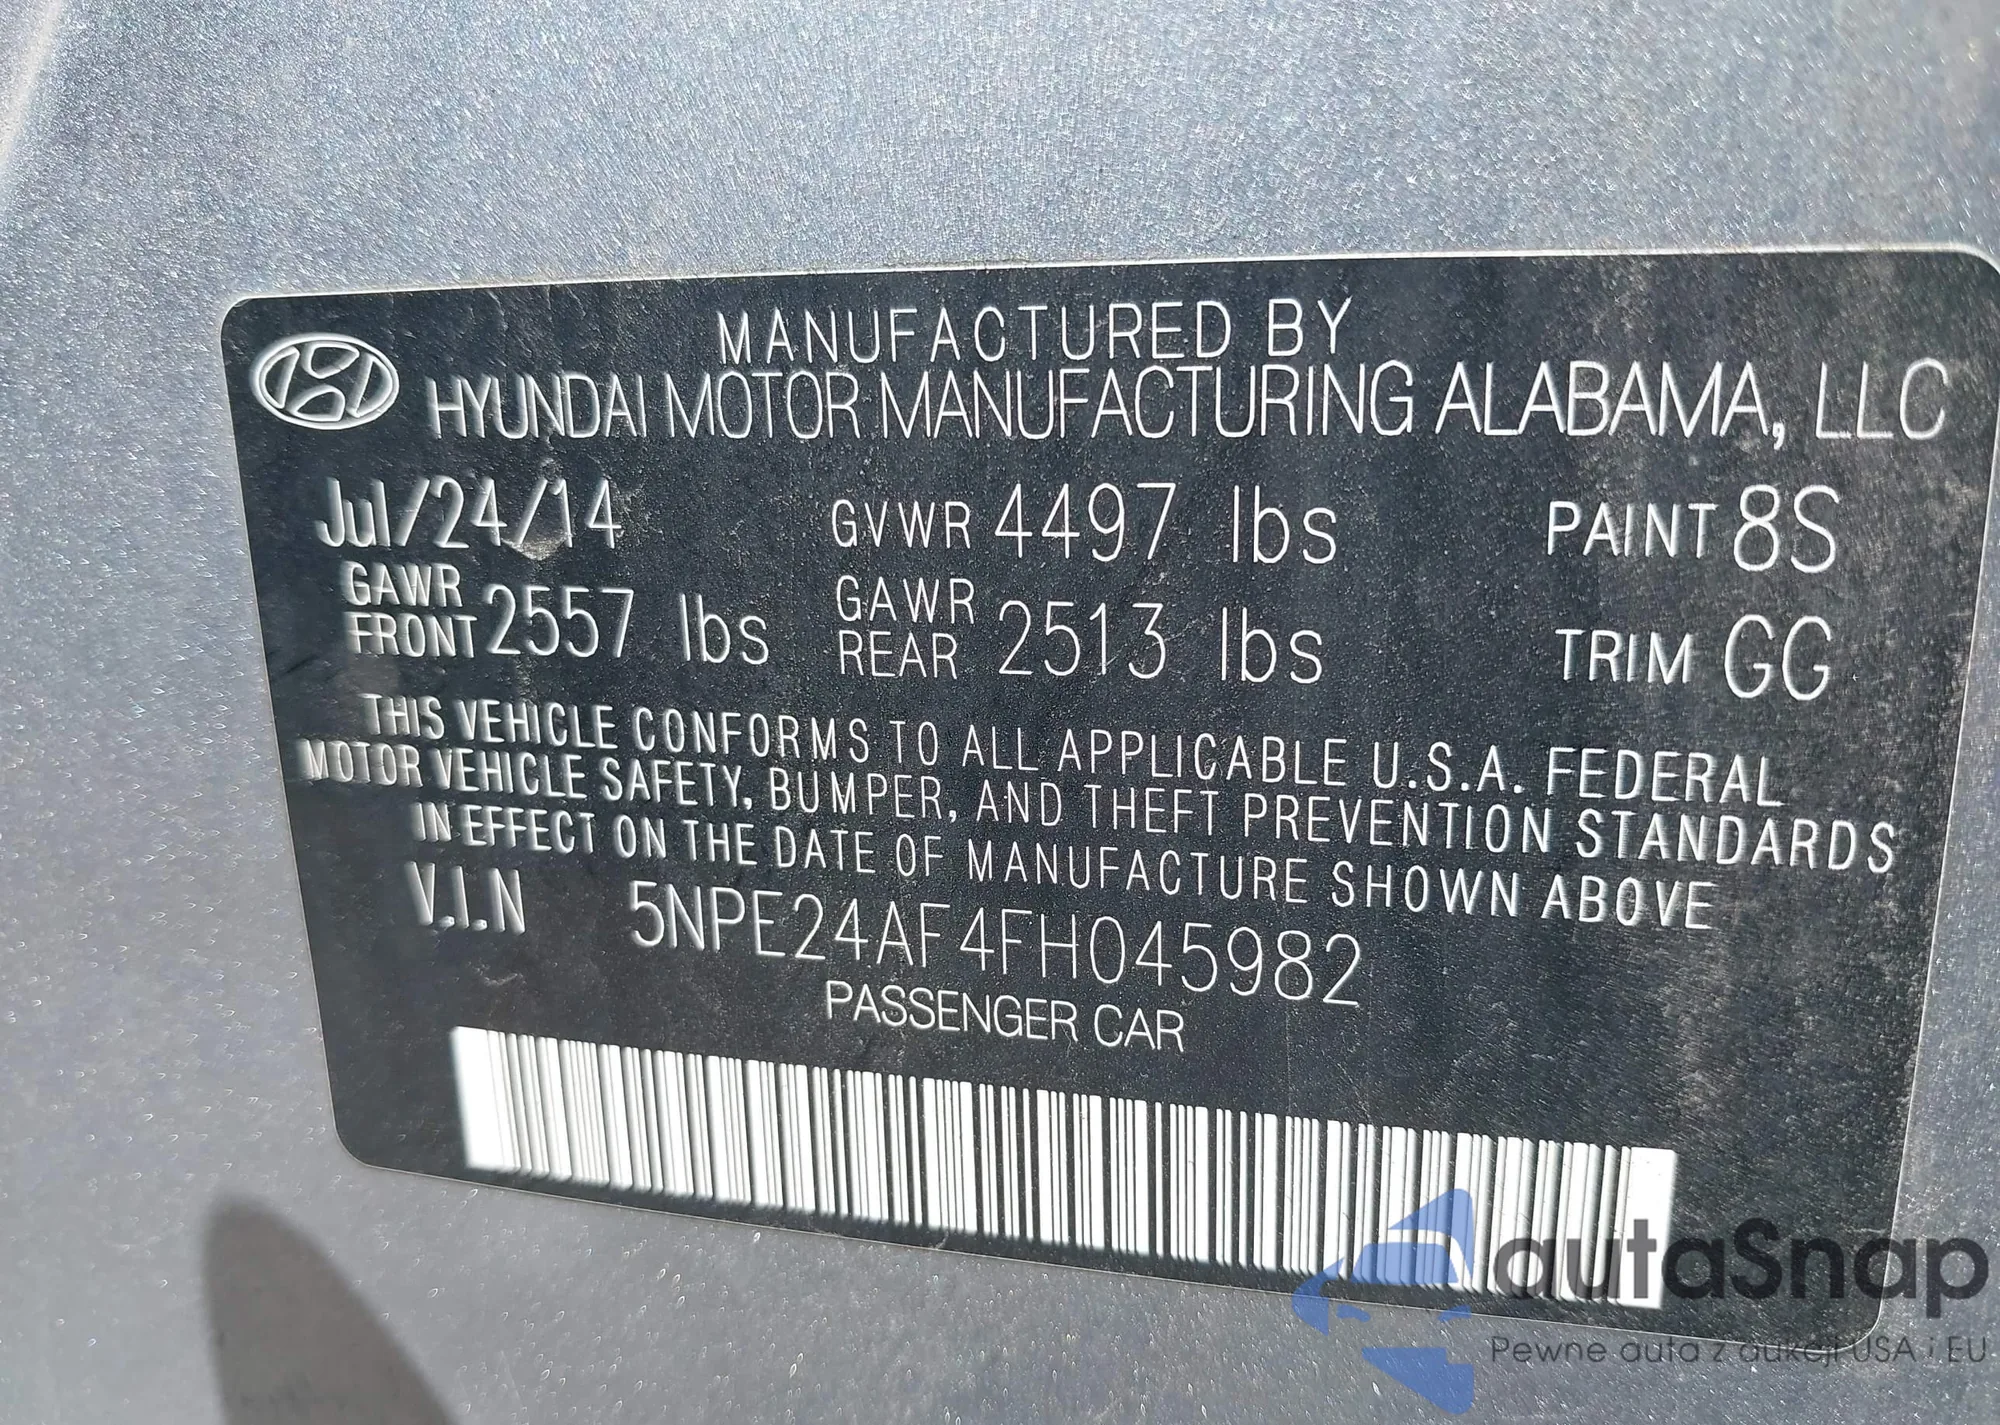 MANUFACTURED BY
HYUNDAI MOTOR MANUFACTURING ALABAMA, LLC
Jul/24/14 GVWR 4497 lbs PAINT 8S
GAWR FRONT 2557 lbs GAWR REAR 2513 lbs TRIM GG
THIS VEHICLE CONFORMS TO ALL APPLICABLE U.S.A. FEDERAL
MOTOR VEHICLE SAFETY, BUMPER, AND THEFT PREVENTION STANDARDS
IN EFFECT ON THE DATE OF MANUFACTURE SHOWN ABOVE
V.I.N 5NPE24AF4FH045982
PASSENGER CAR
autaSnap
Pewne auta z aukcji USA i EU